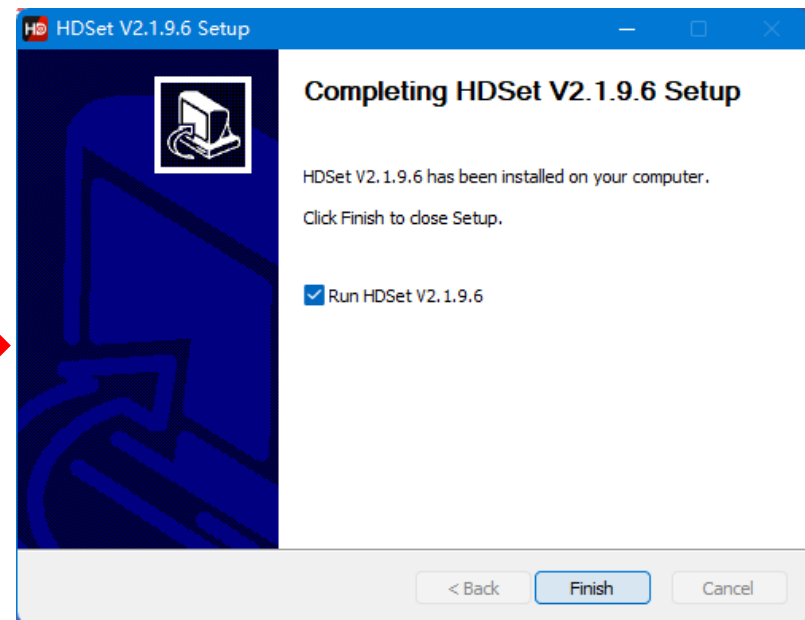 HD HDSet V2.1.9.6 Setup
Completing HDSet V2.1.9.6 Setup
HDSet V2.1.9.6 has been installed on your computer.
Click Finish to close Setup.
Run HDSet V2.1.9.6
< Back Finish Cancel